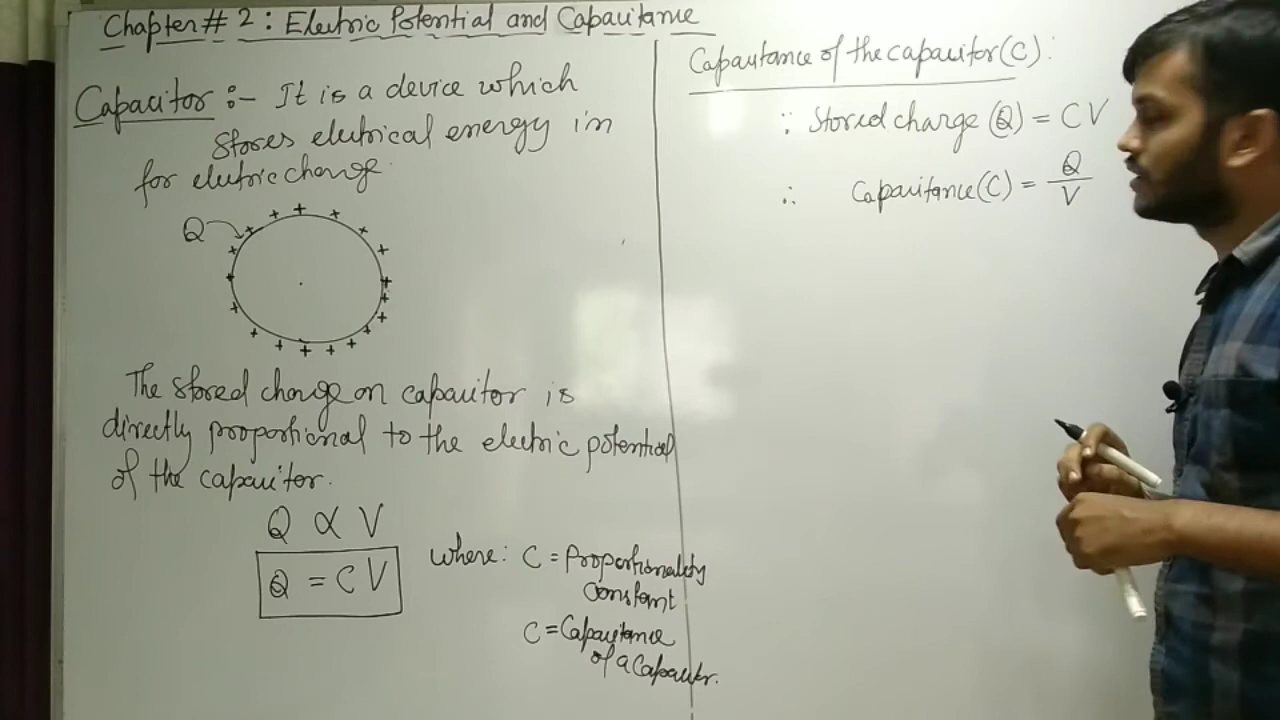 Chapter # 2 : Electric Potential and Capacitance
Capacitor :- It is a device which
stores electrical energy in
for electric charge.
Q
The stored charge on capacitor is
directly proportional to the electric potential
of the capacitor.
Q ∝ V
Q = CV
where: C = Proportionality
constant
C = Capacitance
of a Capacitor.
Capacitance of the capacitor (C) :
∵ Stored charge (Q) = CV
∴ Capacitance (C) = Q/V